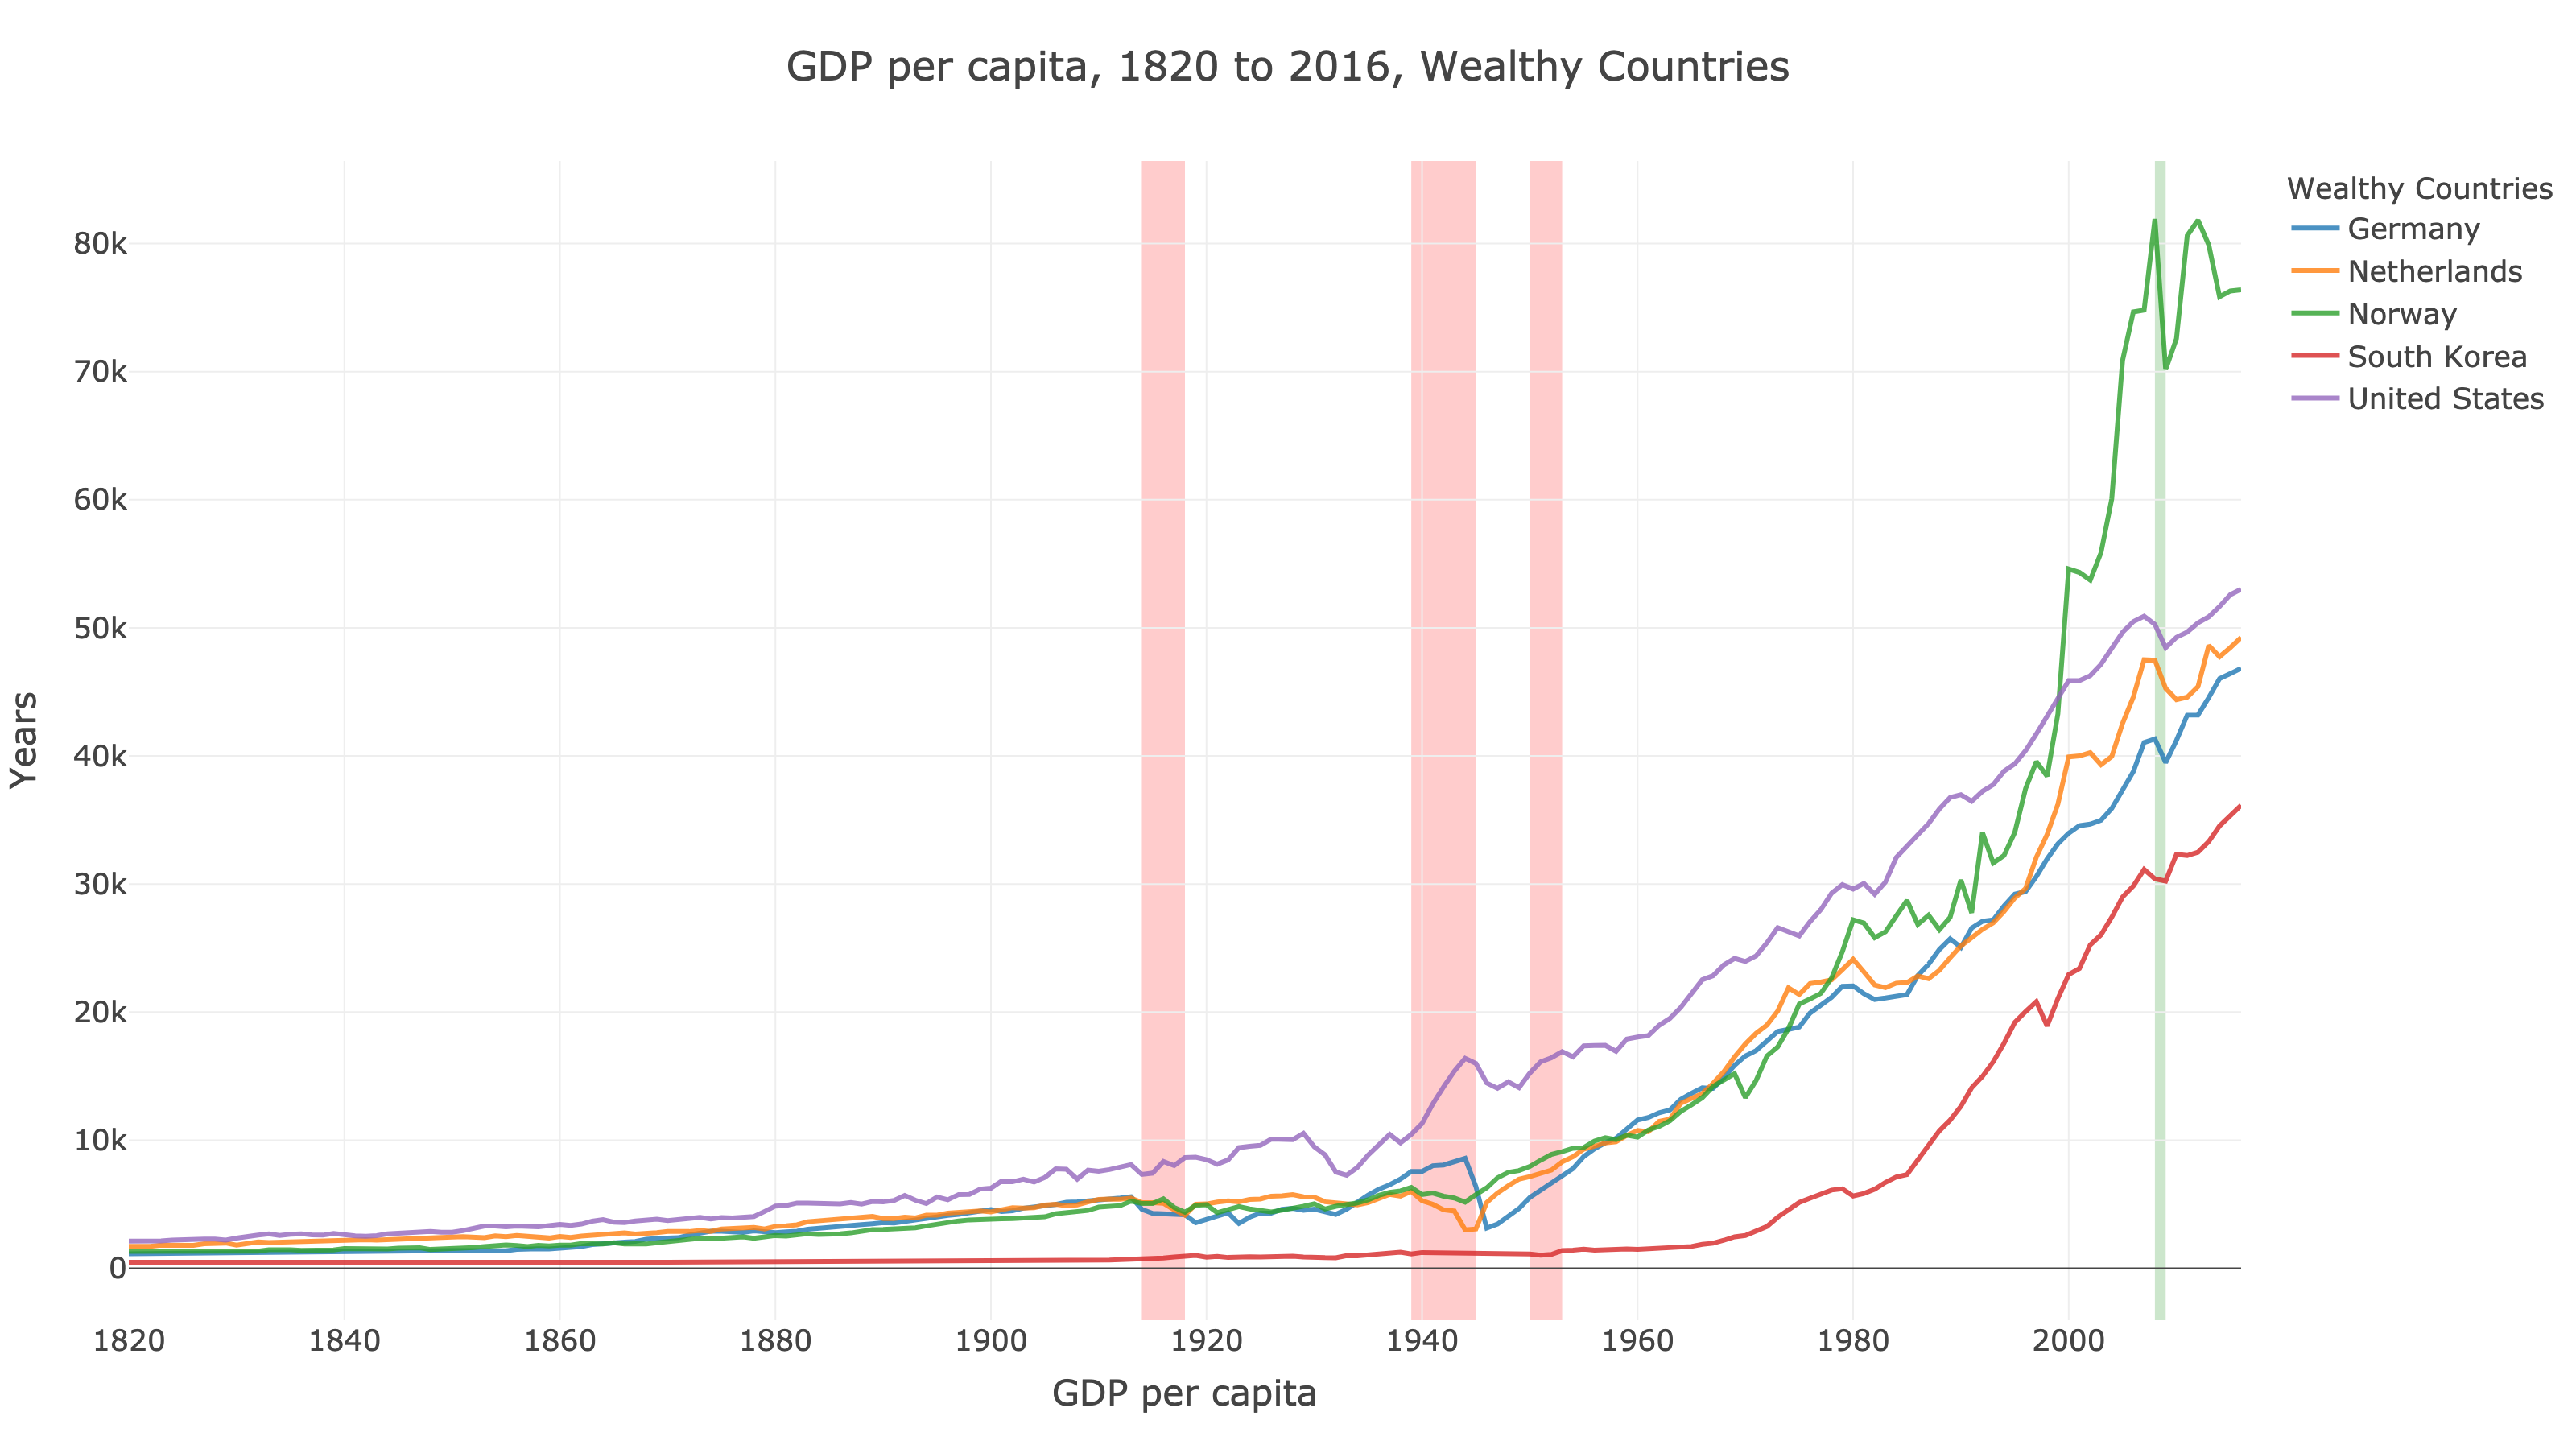 GDP per capita, 1820 to 2016, Wealthy Countries
Wealthy Countries
Germany
Netherlands
Norway
South Korea
United States
80k
70k
60k
50k
40k
30k
20k
10k
0
Years
1820 1840 1860 1880 1900 1920 1940 1960 1980 2000
GDP per capita